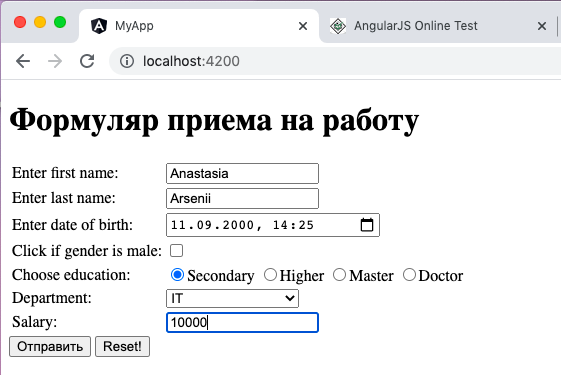 MyApp AngularJS Online Test
localhost:4200
Формуляр приема на работу
Enter first name: Anastasia
Enter last name: Arsenii
Enter date of birth: 11.09.2000, 14:25
Click if gender is male:
Choose education: Secondary Higher Master Doctor
Department: IT
Salary: 10000
Отправить Reset!